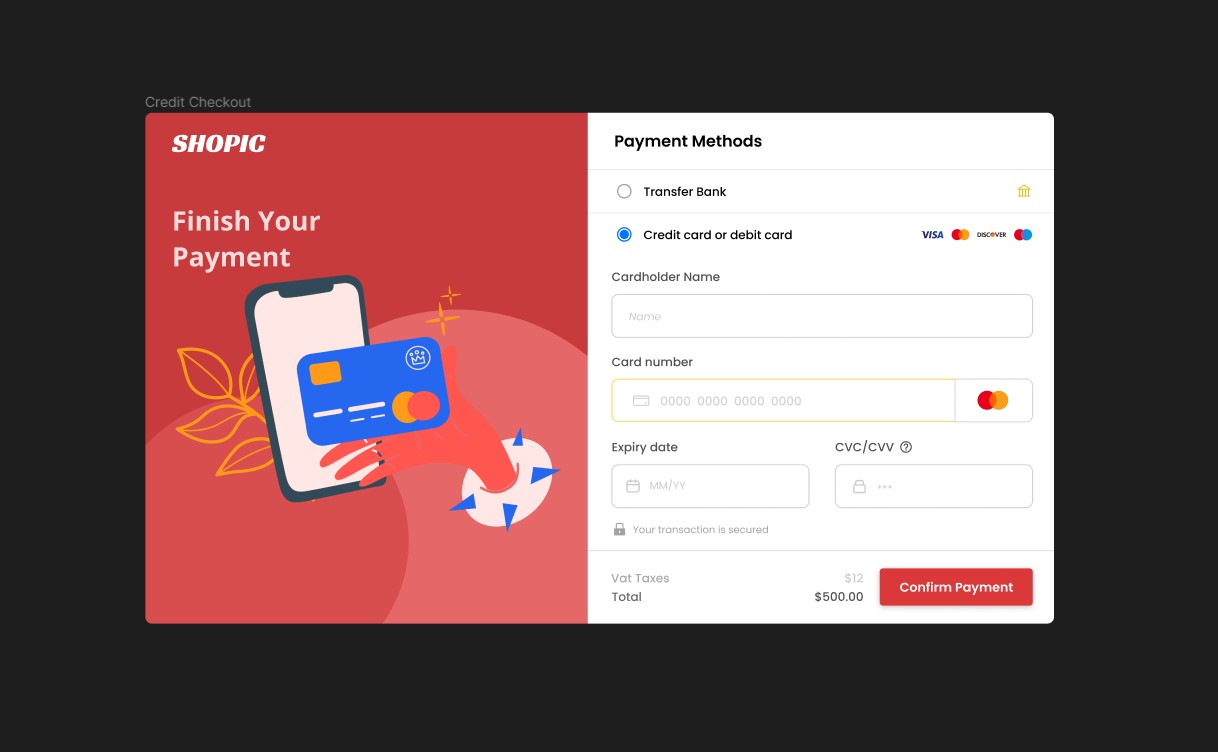 Credit Checkout
SHOPIC
Finish Your
Payment
Payment Methods
Transfer Bank
Credit card or debit card
VISA
DISCOVER
Cardholder Name
Name
Card number
0000 0000 0000 0000
Expiry date
CVC/CVV
MM/YY
***
Your transaction is secured
Vat Taxes $12
Total $500.00
Confirm Payment